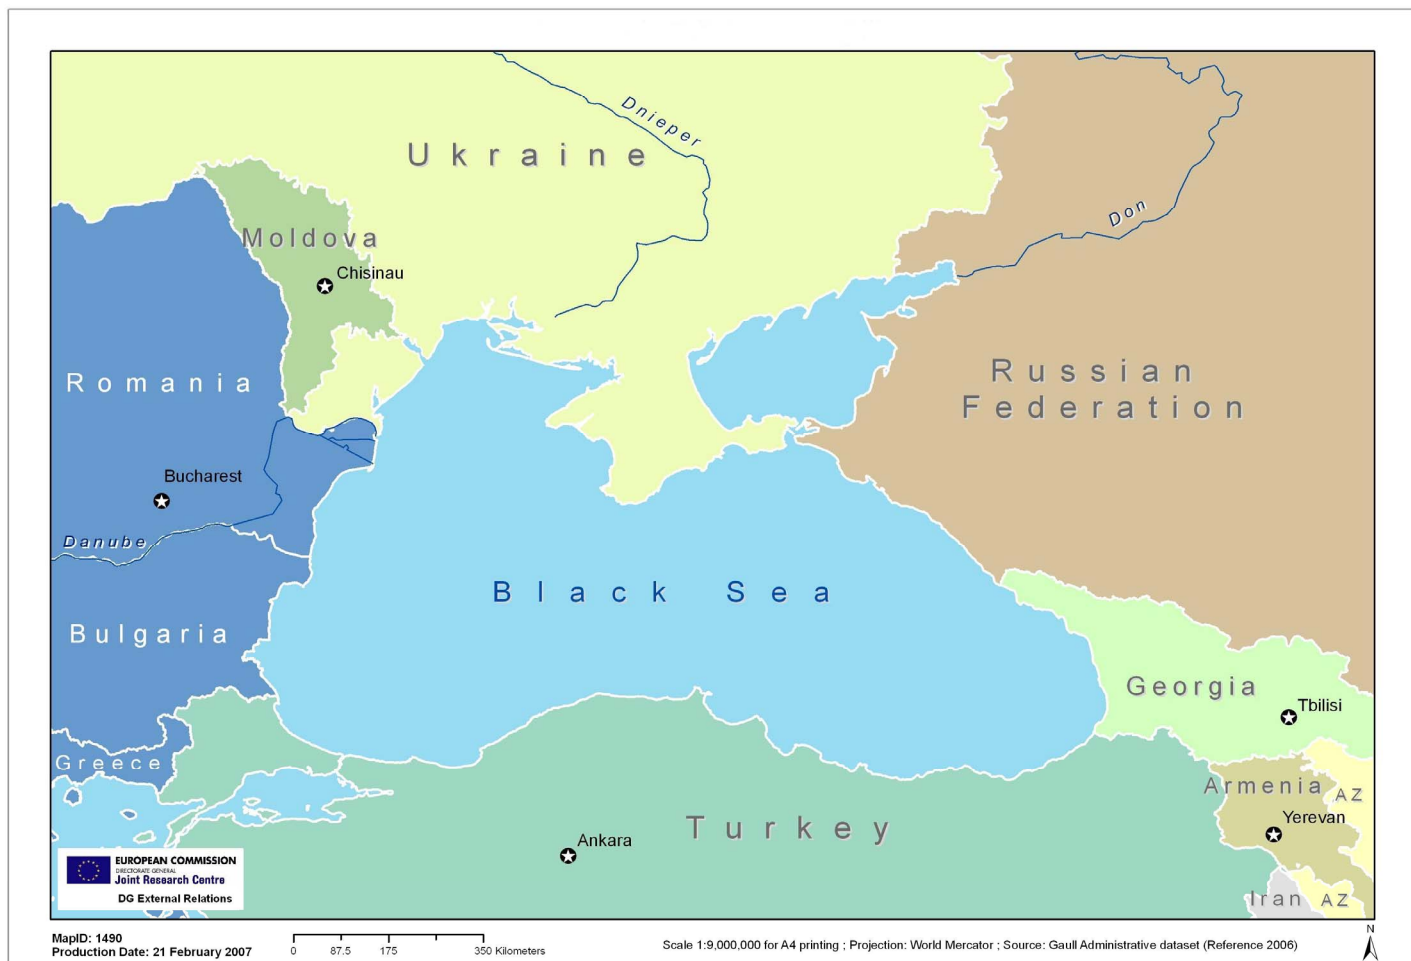 Dnieper
Ukraine
Don
Moldova
Chisinau
Romania
Russian
Federation
Bucharest
Danube
Black Sea
Bulgaria
Georgia
Tbilisi
Greece
Armenia
AZ
Yerevan
Turkey
Ankara
Iran
AZ
EUROPEAN COMMISSION
DIRECTORATE GENERAL
Joint Research Centre
DG External Relations
MapID: 1490
Production Date: 21 February 2007
0 87.5 175 350 Kilometers
Scale 1:9,000,000 for A4 printing ; Projection: World Mercator ; Source: Gaull Administrative dataset (Reference 2006)
N